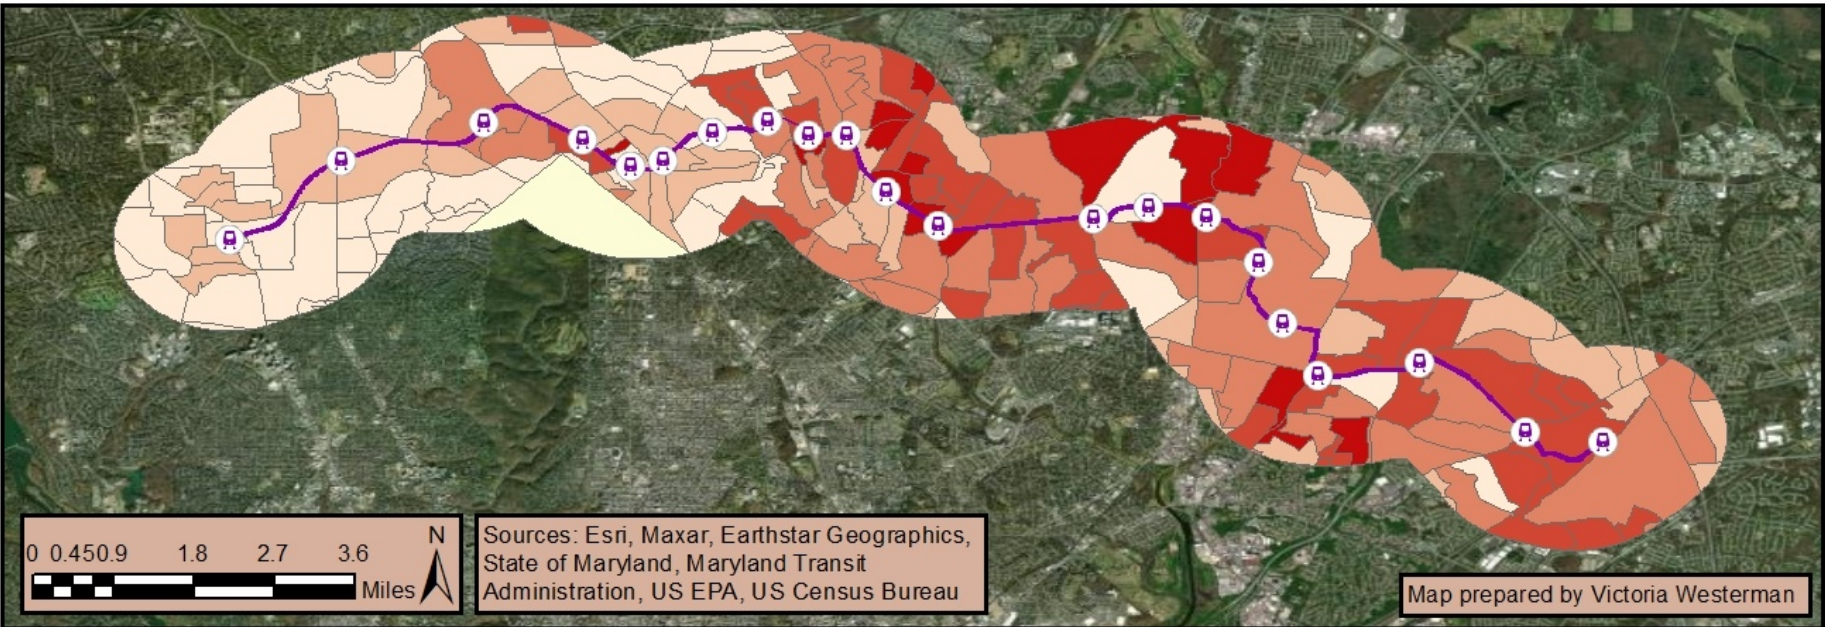 N
0 0.450.9 1.8 2.7 3.6
Miles
Sources: Esri, Maxar, Earthstar Geographics,
State of Maryland, Maryland Transit
Administration, US EPA, US Census Bureau
Map prepared by Victoria Westerman